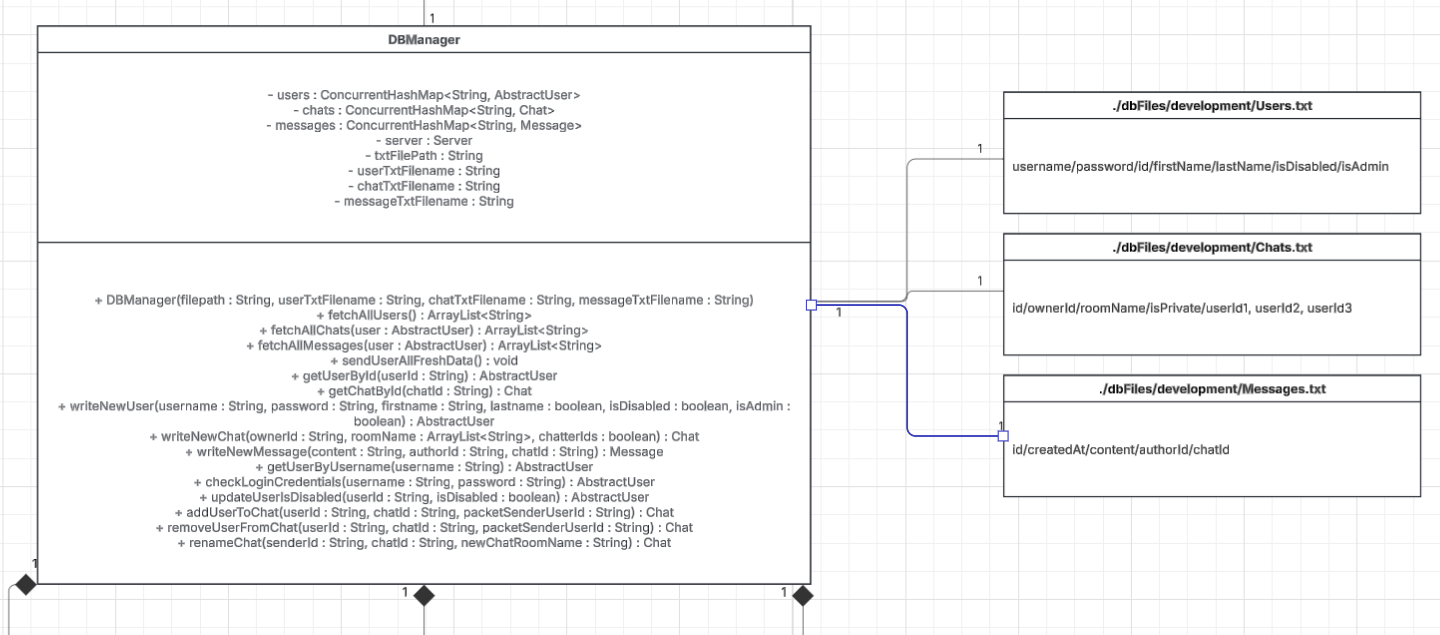 1
DBManager
- users : ConcurrentHashMap<String, AbstractUser>
- chats : ConcurrentHashMap<String, Chat>
- messages : ConcurrentHashMap<String, Message>
- server : Server
- txtFilePath : String
- userTxtFilename : String
- chatTxtFilename : String
- messageTxtFilename : String
+ DBManager(filepath : String, userTxtFilename : String, chatTxtFilename : String, messageTxtFilename : String)
+ fetchAllUsers() : ArrayList<String>
+ fetchAllChats(user : AbstractUser) : ArrayList<String>
+ fetchAllMessages(user : AbstractUser) : ArrayList<String>
+ sendUserAllFreshData() : void
+ getUserById(userId : String) : AbstractUser
+ getChatById(chatId : String) : Chat
+ writeNewUser(username : String, password : String, firstname : String, lastname : boolean, isDisabled : boolean, isAdmin :
boolean) : AbstractUser
+ writeNewChat(ownerId : String, roomName : ArrayList<String>, chatterIds : boolean) : Chat
+ writeNewMessage(content : String, authorId : String, chatId : String) : Message
+ getUserByUsername(username : String) : AbstractUser
+ checkLoginCredentials(username : String, password : String) : AbstractUser
+ updateUserIsDisabled(userId : String, isDisabled : boolean) : AbstractUser
+ addUserToChat(userId : String, chatId : String, packetSenderUserId : String) : Chat
+ removeUserFromChat(userId : String, chatId : String, packetSenderUserId : String) : Chat
+ renameChat(senderId : String, chatId : String, newChatRoomName : String) : Chat
1
1
1
1
1
./dbFiles/development/Users.txt
username/password/id/firstName/lastName/isDisabled/isAdmin
1
./dbFiles/development/Chats.txt
id/ownerId/roomName/isPrivate/userId1, userId2, userId3
1
./dbFiles/development/Messages.txt
id/createdAt/content/authorId/chatId